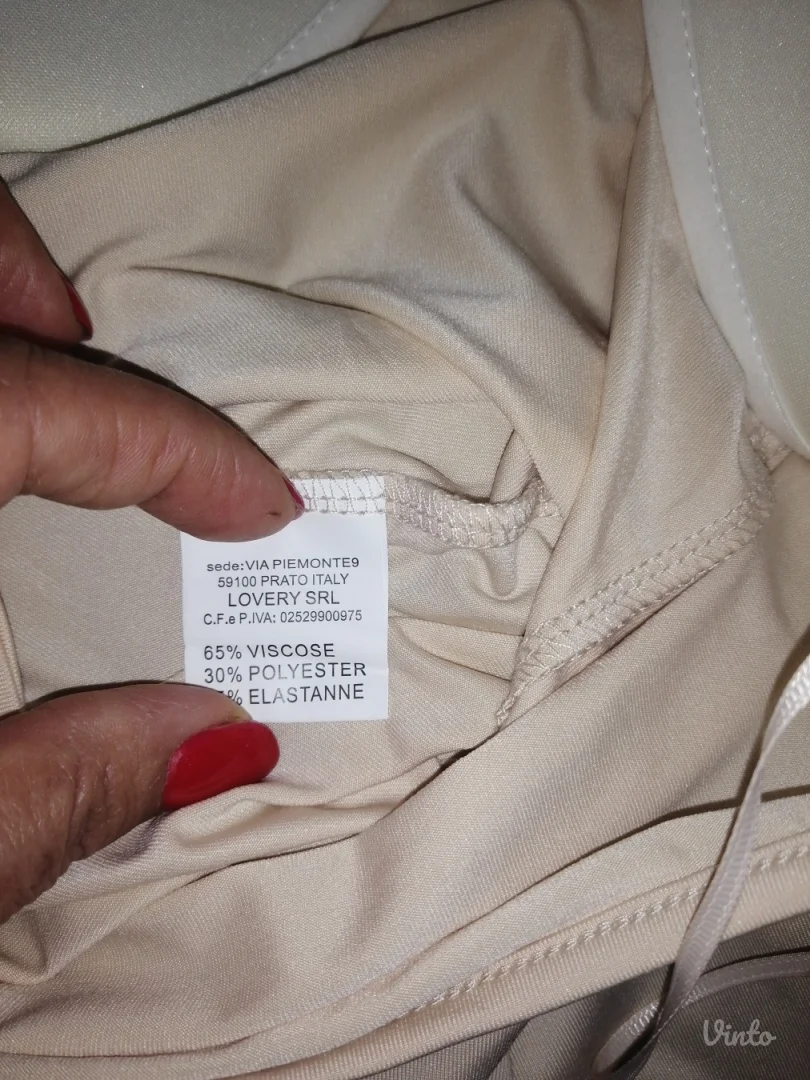 sede:VIA PIEMONTE9
59100 PRATO ITALY
LOVERY SRL
C.F.e P.IVA: 02529900975
65% VISCOSE
30% POLYESTER
% ELASTANNE
Vinto